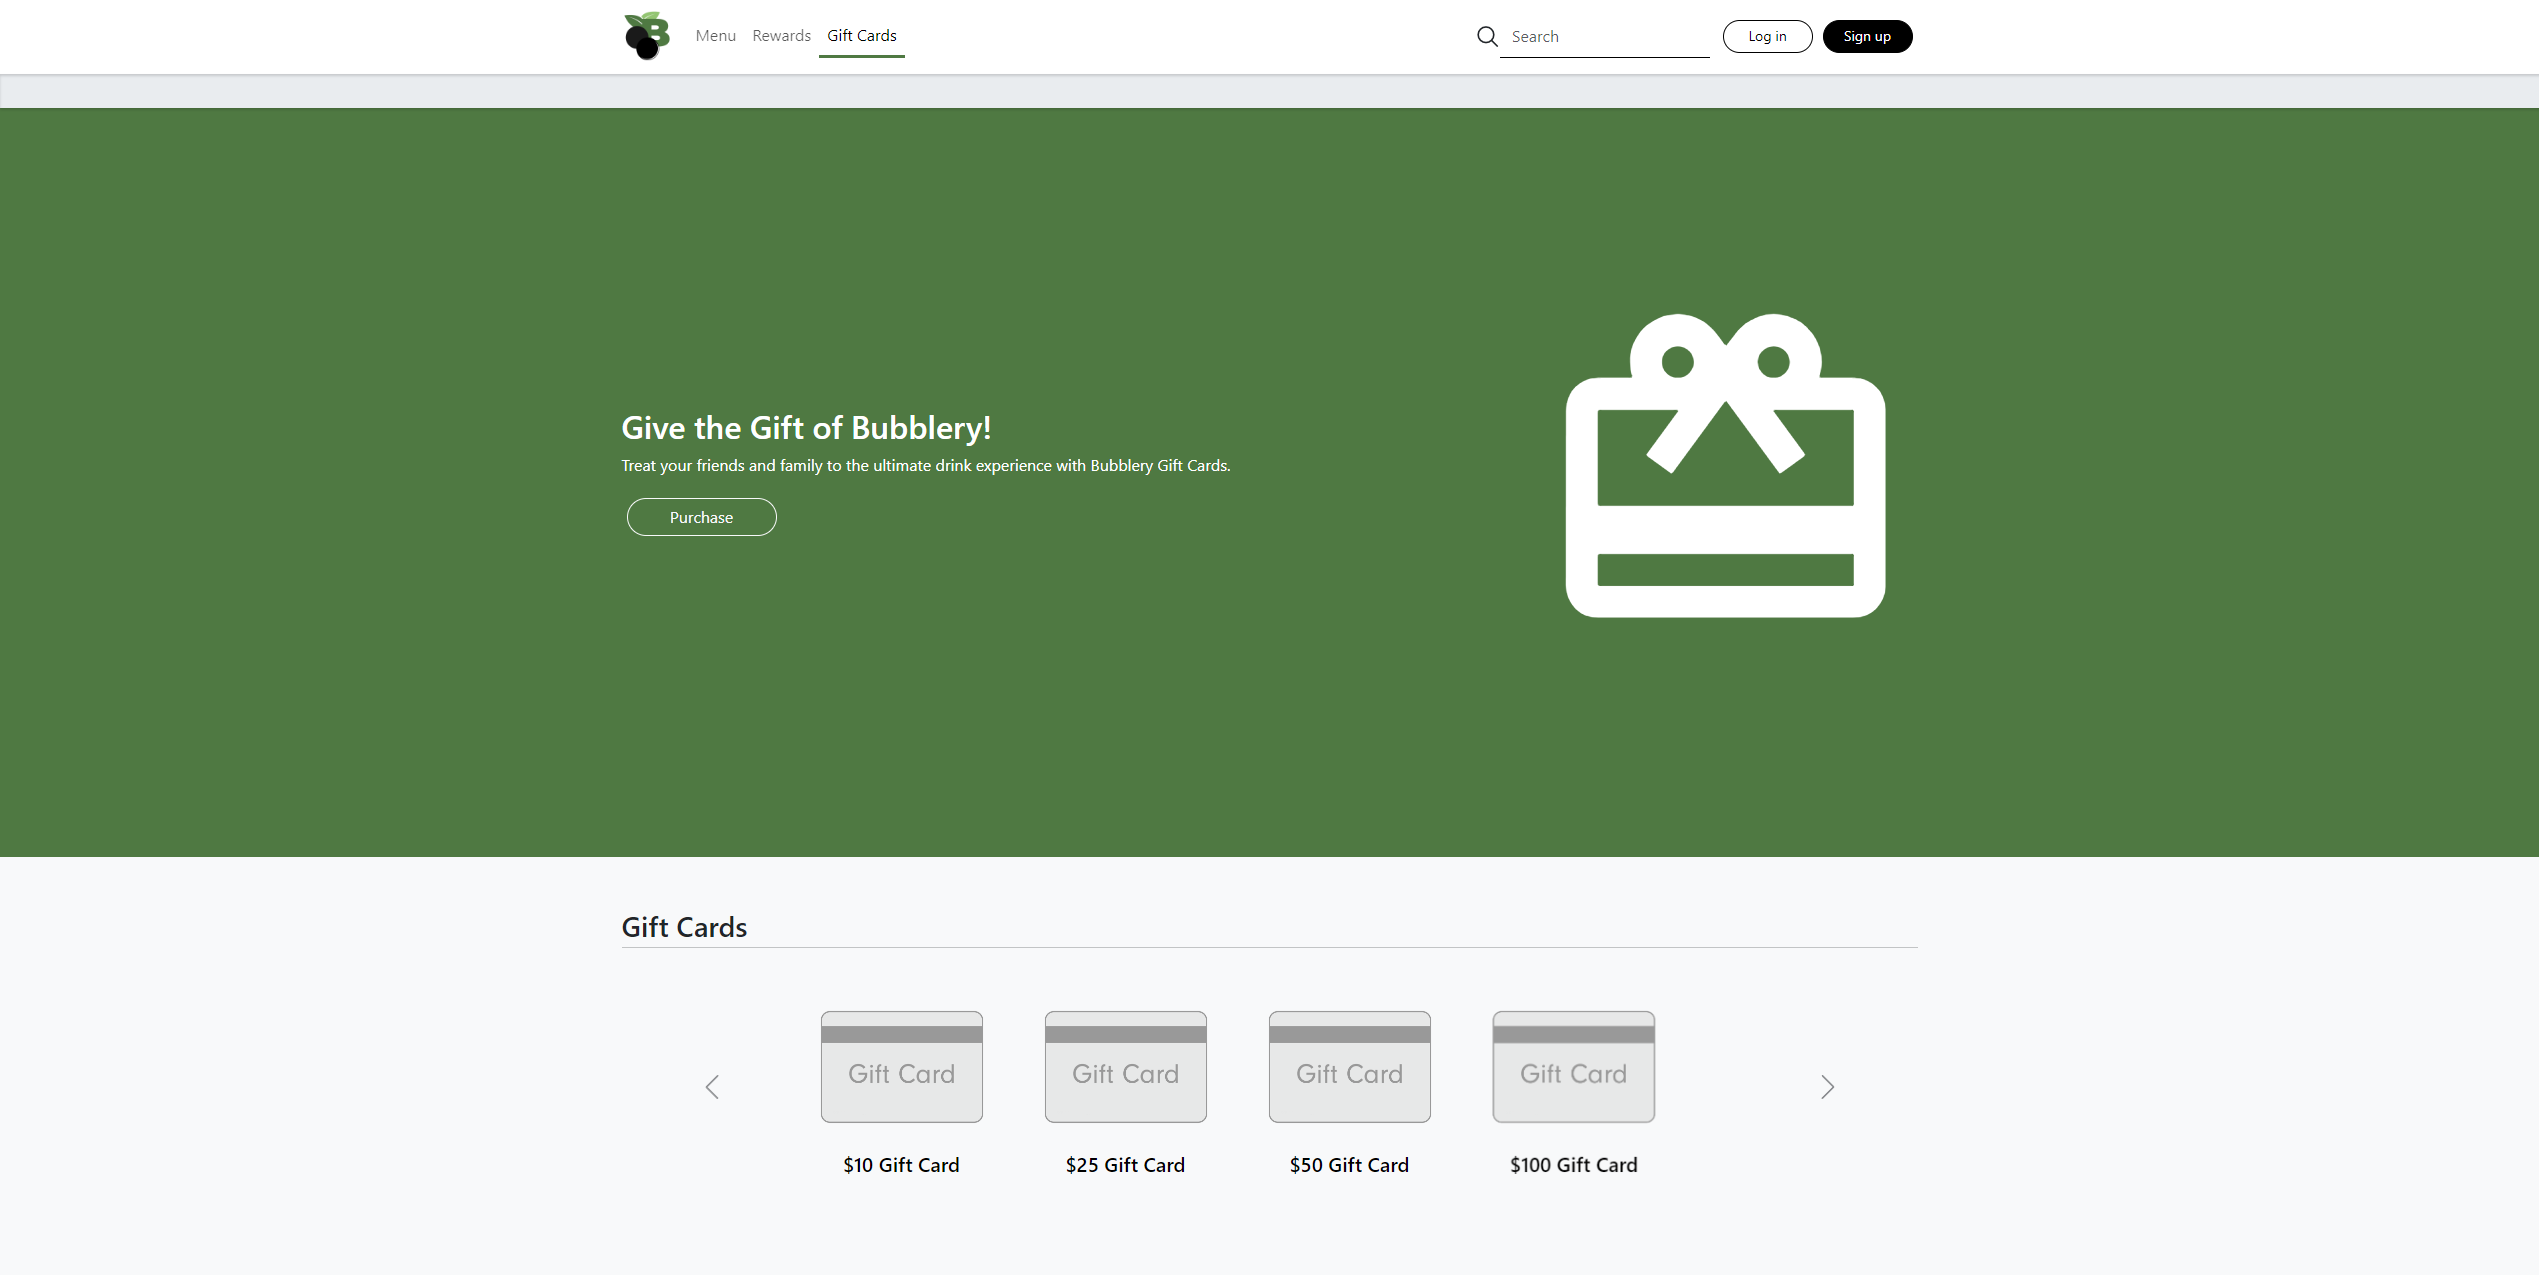 B
Menu Rewards Gift Cards Search Log in Sign up
Give the Gift of Bubblery!
Treat your friends and family to the ultimate drink experience with Bubblery Gift Cards.
Purchase
Gift Cards
Gift Card Gift Card Gift Card Gift Card
$10 Gift Card $25 Gift Card $50 Gift Card $100 Gift Card